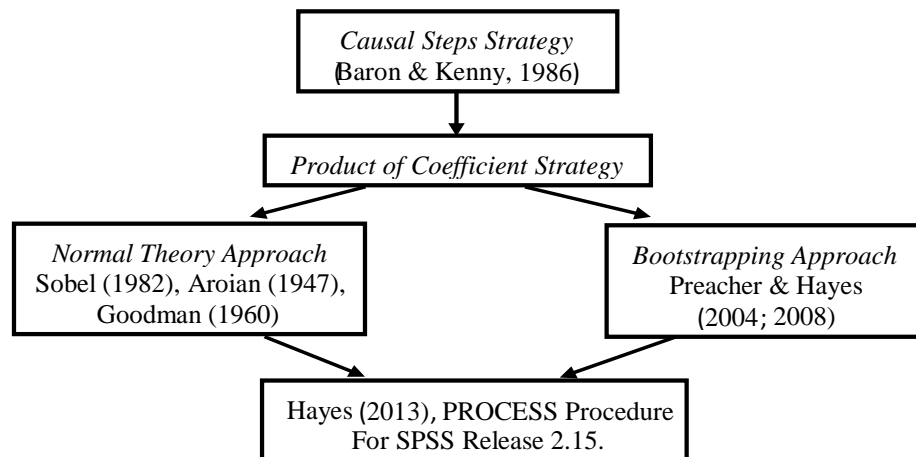 Causal Steps Strategy
(Baron & Kenny, 1986)
Product of Coefficient Strategy
Normal Theory Approach
Sobel (1982), Aroian (1947),
Goodman (1960)
Bootstrapping Approach
Preacher & Hayes
(2004; 2008)
Hayes (2013), PROCESS Procedure
For SPSS Release 2.15.